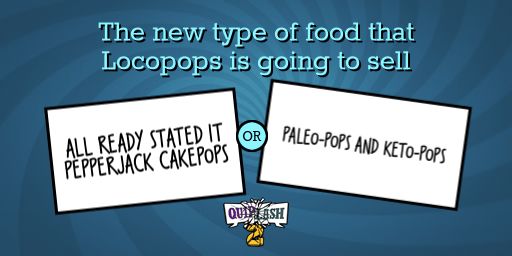 The new type of food that
Locopops is going to sell
ALL READY STATED IT
PEPPERJACK CAKEPOPS
OR
PALEO-POPS AND KETO-POPS
QUIPLASH
2